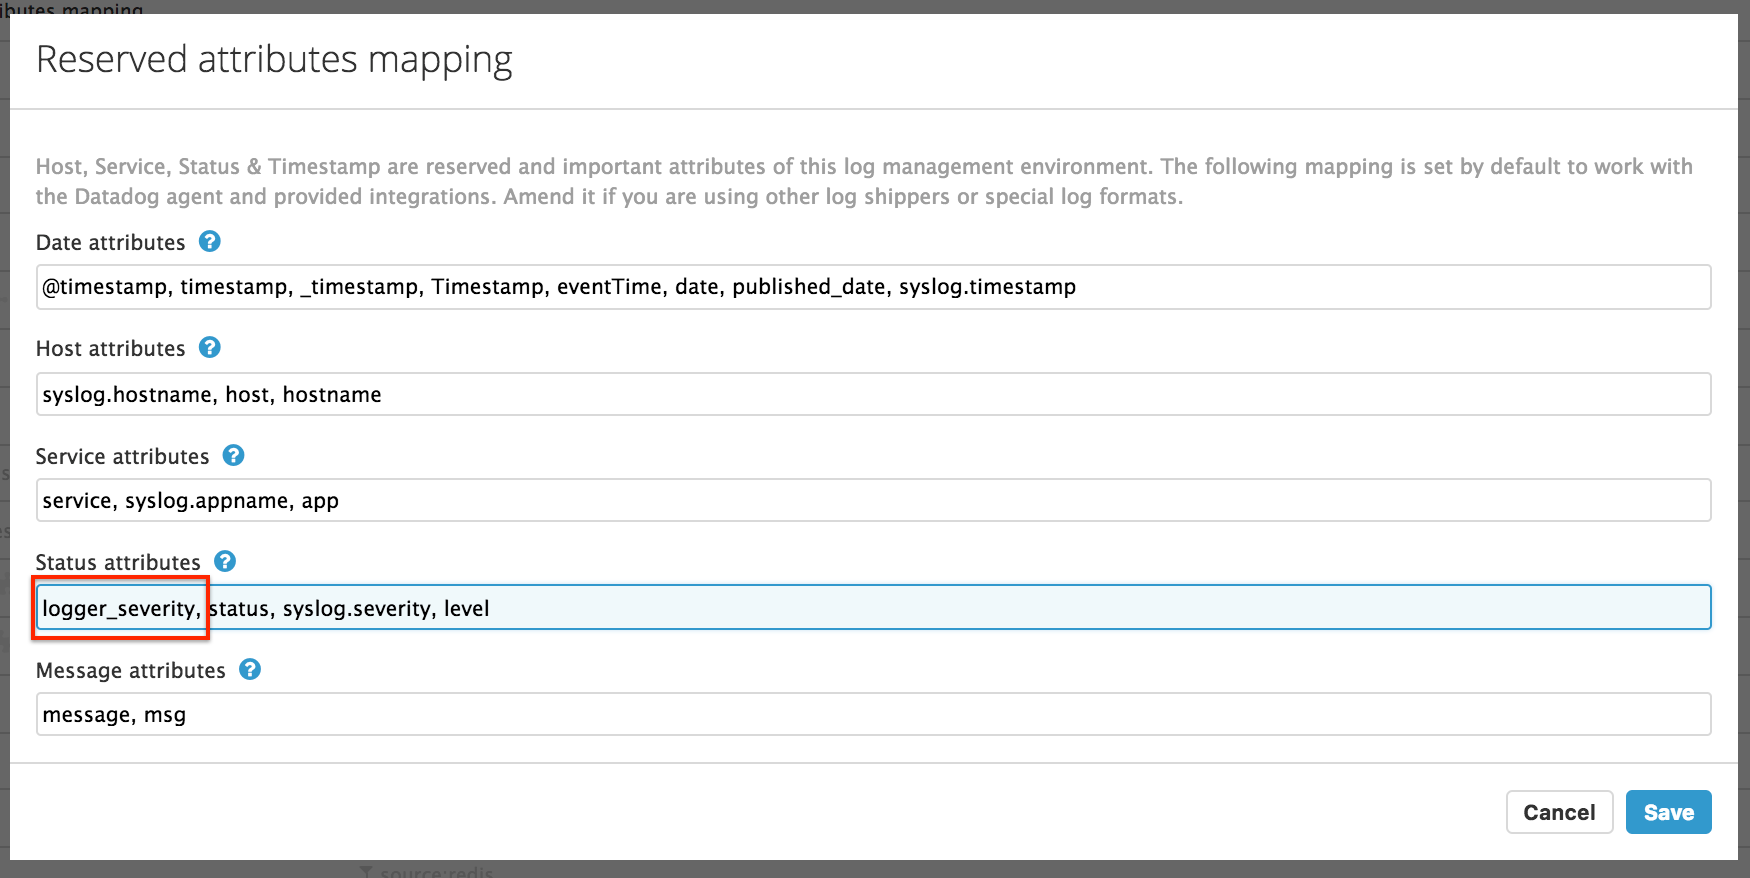 Reserved attributes mapping
Host, Service, Status & Timestamp are reserved and important attributes of this log management environment. The following mapping is set by default to work with
the Datadog agent and provided integrations. Amend it if you are using other log shippers or special log formats.
Date attributes ?
@timestamp, timestamp, _timestamp, Timestamp, eventTime, date, published_date, syslog.timestamp
Host attributes ?
syslog.hostname, host, hostname
Service attributes ?
service, syslog.appname, app
Status attributes ?
logger_severity, status, syslog.severity, level
Message attributes ?
message, msg
Cancel Save
source:redis